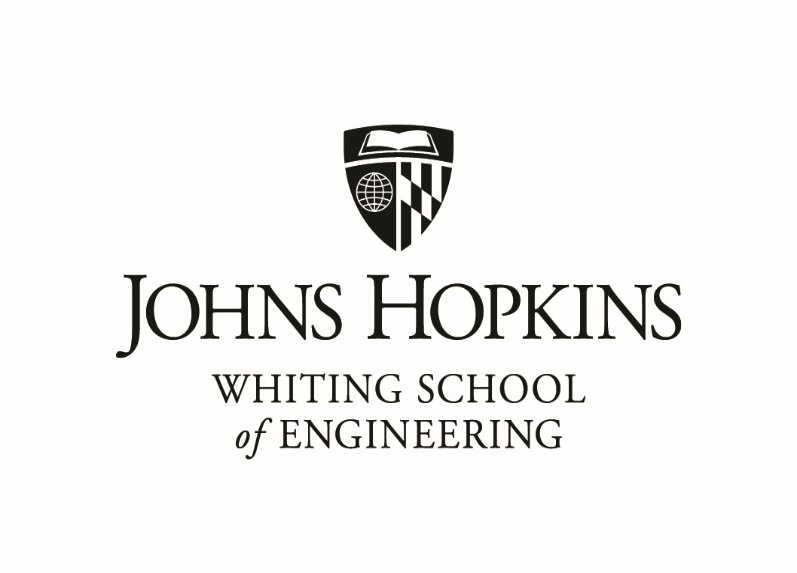 JOHNS HOPKINS
WHITING SCHOOL
of ENGINEERING